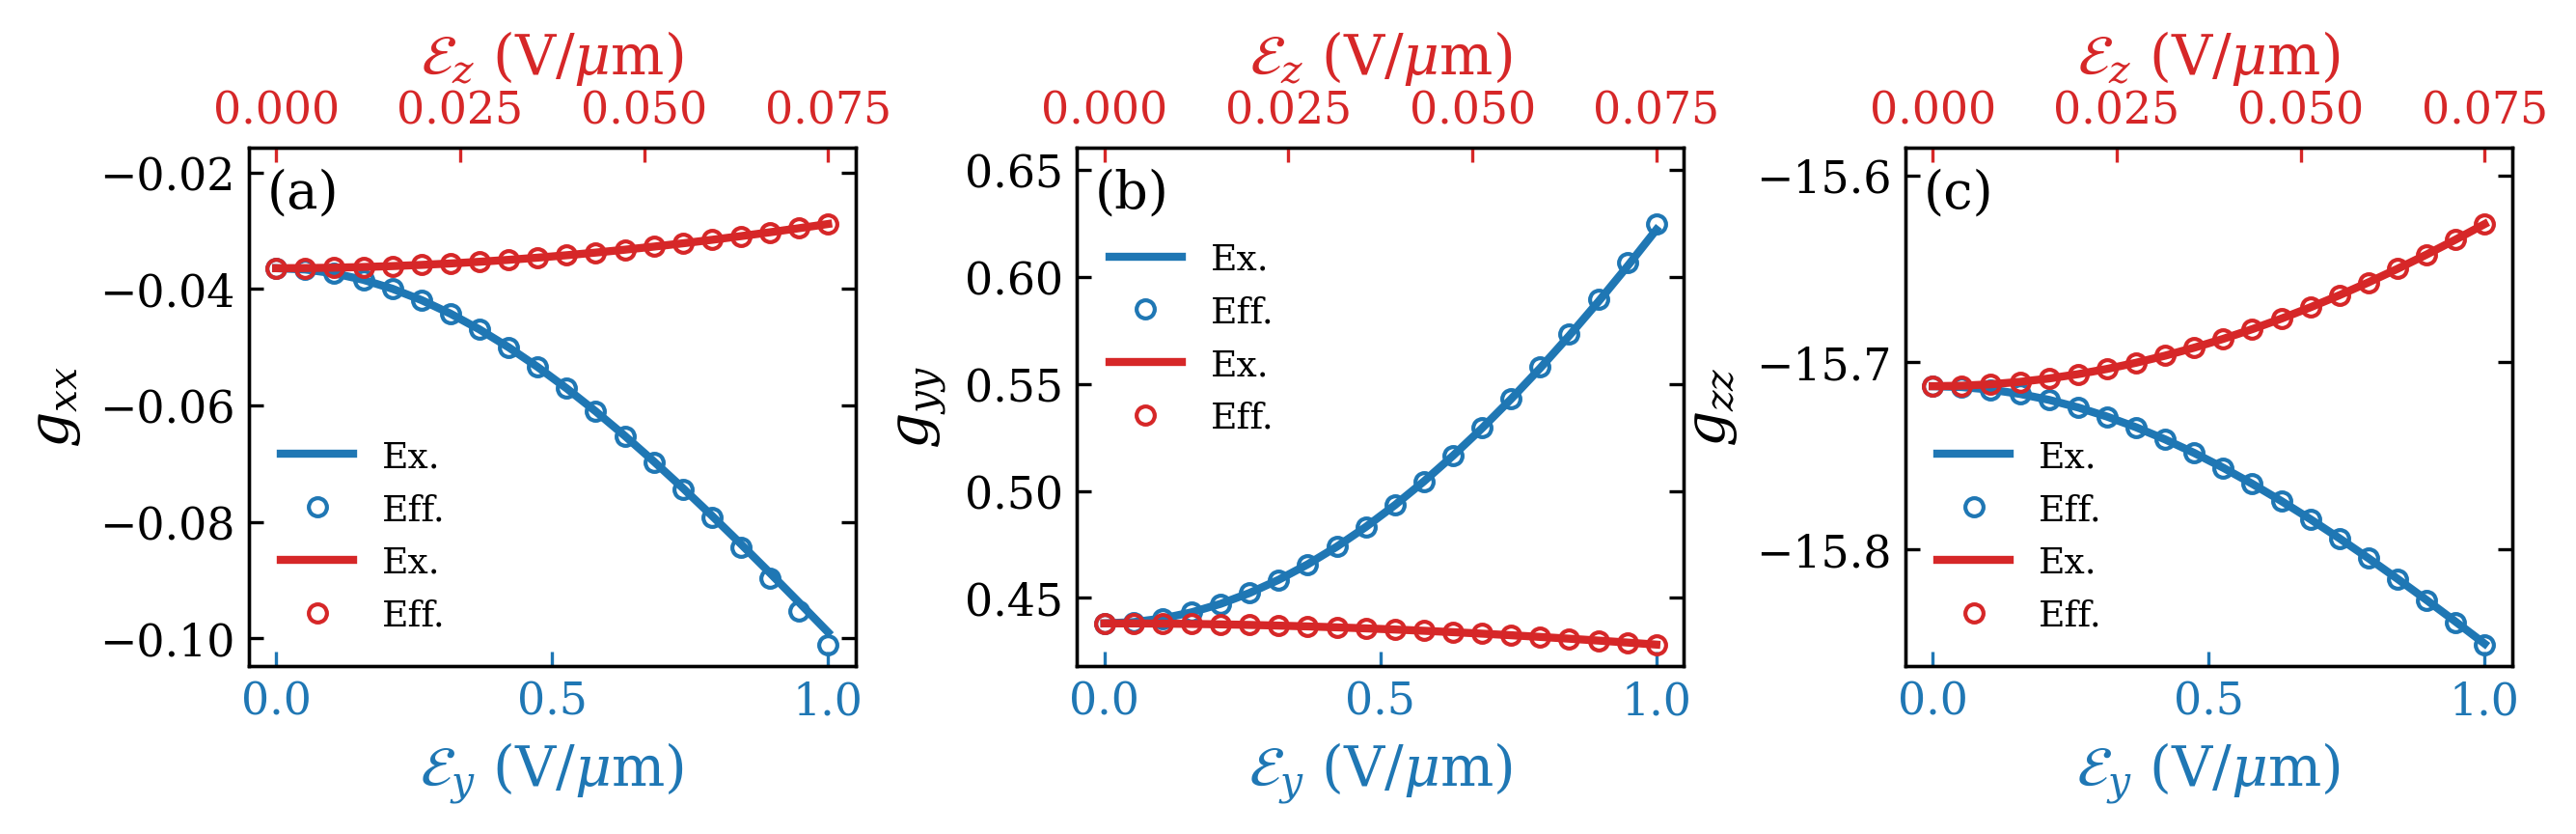 ℰz (V/μm)
0.000 0.025 0.050 0.075
(a)
gxx
−0.02
−0.04
−0.06
−0.08
−0.10
Ex.
Eff.
Ex.
Eff.
0.0 0.5 1.0
ℰy (V/μm)
ℰz (V/μm)
0.000 0.025 0.050 0.075
(b)
gyy
0.65
0.60
0.55
0.50
0.45
Ex.
Eff.
Ex.
Eff.
0.0 0.5 1.0
ℰy (V/μm)
ℰz (V/μm)
0.000 0.025 0.050 0.075
(c)
gzz
−15.6
−15.7
−15.8
Ex.
Eff.
Ex.
Eff.
0.0 0.5 1.0
ℰy (V/μm)